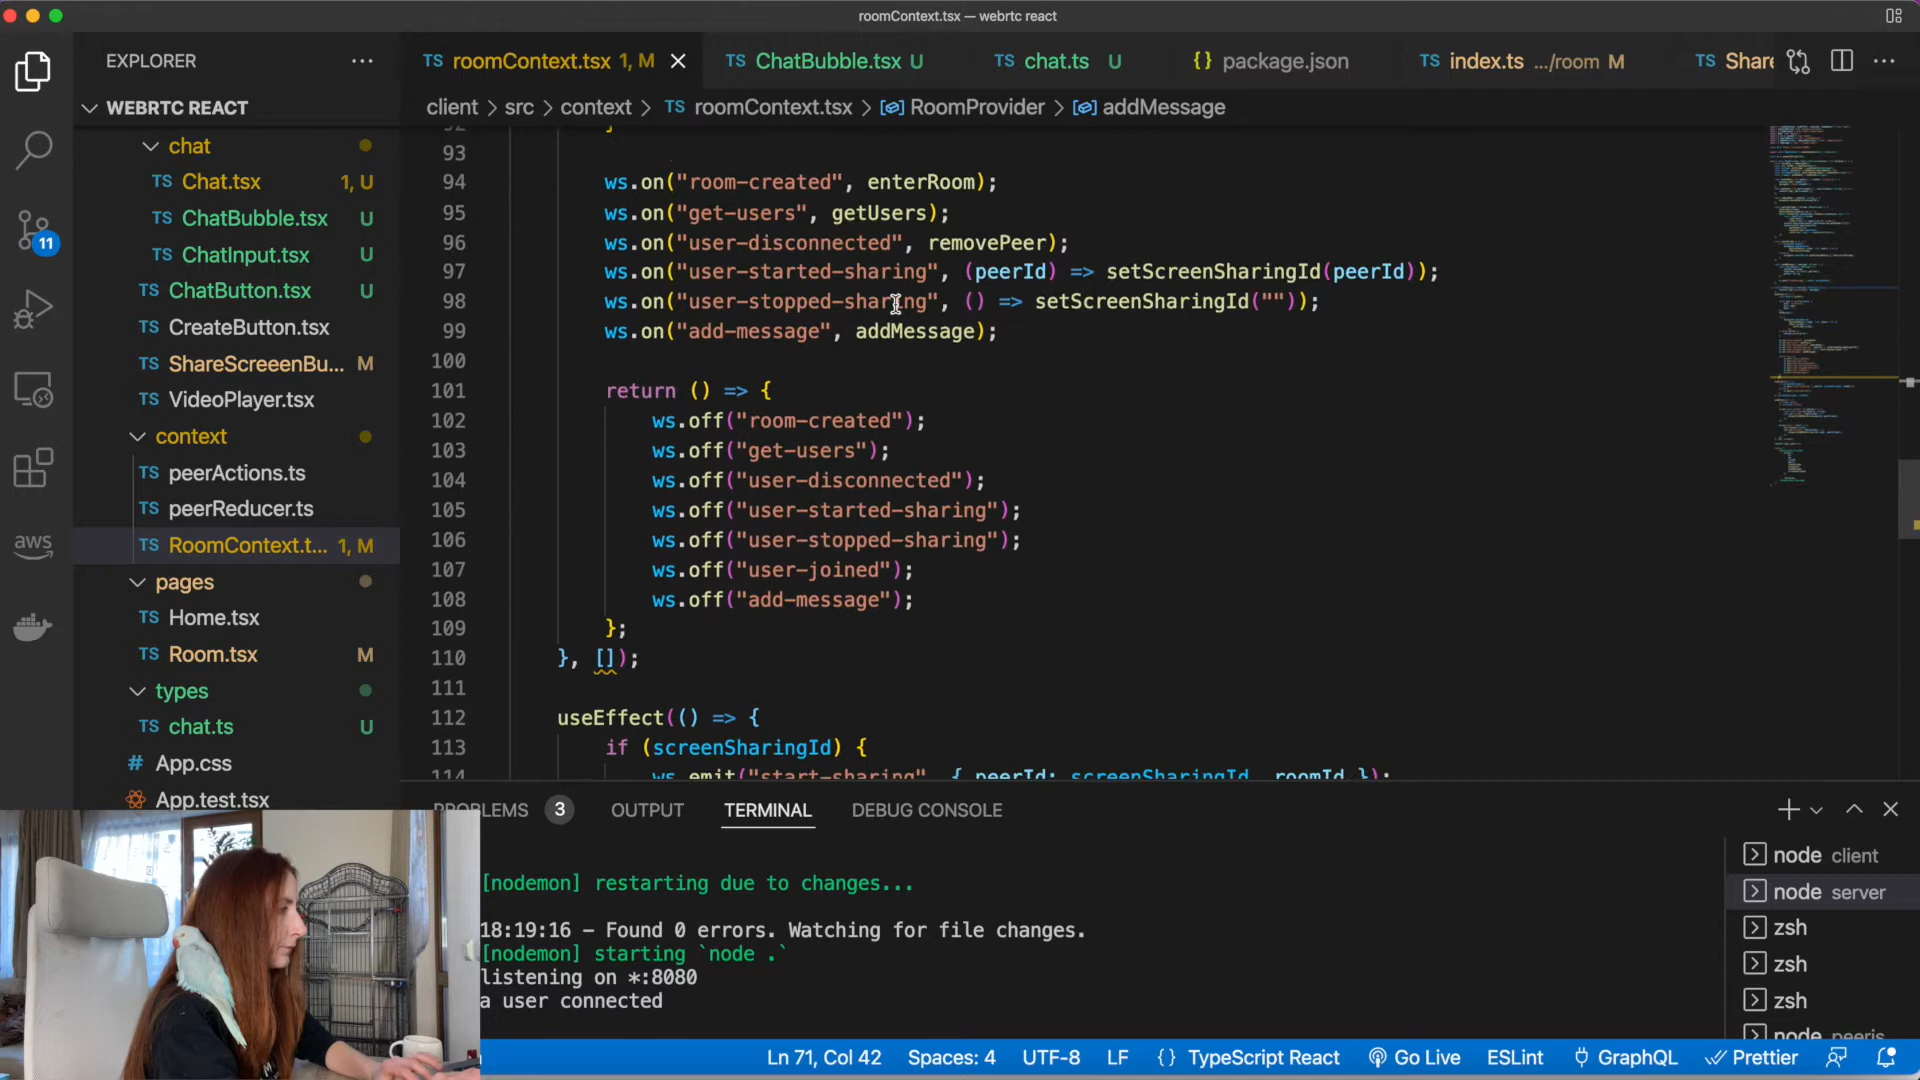 roomContext.tsx — webrtc react
EXPLORER
TS roomContext.tsx 1, M
TS ChatBubble.tsx U
TS chat.ts U
{} package.json
TS index.ts .../room M
TS Share
WEBRTC REACT
client > src > context > TS roomContext.tsx > RoomProvider > addMessage
chat
TS Chat.tsx 1, U
TS ChatBubble.tsx U
TS ChatInput.tsx U
TS ChatButton.tsx U
TS CreateButton.tsx
TS ShareScreeenBu... M
TS VideoPlayer.tsx
context
TS peerActions.ts
TS peerReducer.ts
TS RoomContext.t... 1, M
pages
TS Home.tsx
TS Room.tsx M
types
TS chat.ts U
# App.css
App.test.tsx
11
aws
92 }
93
94 ws.on("room-created", enterRoom);
95 ws.on("get-users", getUsers);
96 ws.on("user-disconnected", removePeer);
97 ws.on("user-started-sharing", (peerId) => setScreenSharingId(peerId));
98 ws.on("user-stopped-sharing", () => setScreenSharingId(""));
99 ws.on("add-message", addMessage);
100
101 return () => {
102 ws.off("room-created");
103 ws.off("get-users");
104 ws.off("user-disconnected");
105 ws.off("user-started-sharing");
106 ws.off("user-stopped-sharing");
107 ws.off("user-joined");
108 ws.off("add-message");
109 };
110 }, []);
111
112 useEffect(() => {
113 if (screenSharingId) {
114 ws.emit("start-sharing", { peerId: screenSharingId, roomId });
PROBLEMS 3 OUTPUT TERMINAL DEBUG CONSOLE
[nodemon] restarting due to changes...
18:19:16 - Found 0 errors. Watching for file changes.
[nodemon] starting `node .`
listening on *:8080
a user connected
node client
node server
zsh
zsh
zsh
node peerjs
Ln 71, Col 42 Spaces: 4 UTF-8 LF {} TypeScript React Go Live ESLint GraphQL Prettier